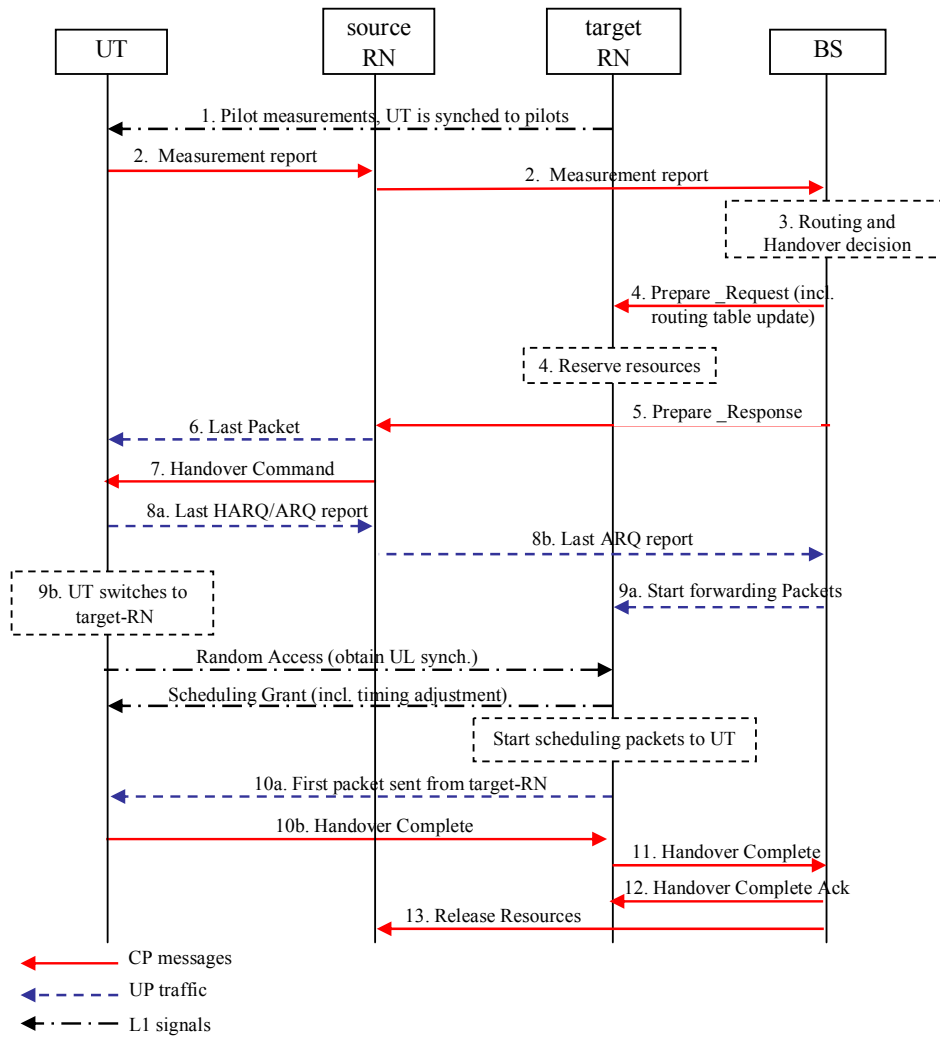 UT
source
RN
target
RN
BS
1. Pilot measurements, UT is synched to pilots
2.  Measurement report
2.  Measurement report
3. Routing and
Handover decision
4. Prepare _Request (incl.
routing table update)
4. Reserve resources
5. Prepare _Response
6. Last Packet
7. Handover Command
8a. Last HARQ/ARQ report
8b. Last ARQ report
9b. UT switches to
target-RN
9a. Start forwarding Packets
Random Access (obtain UL synch.)
Scheduling Grant (incl. timing adjustment)
Start scheduling packets to UT
10a. First packet sent from target-RN
10b. Handover Complete
11. Handover Complete
12. Handover Complete Ack
13. Release Resources
CP messages
UP traffic
L1 signals